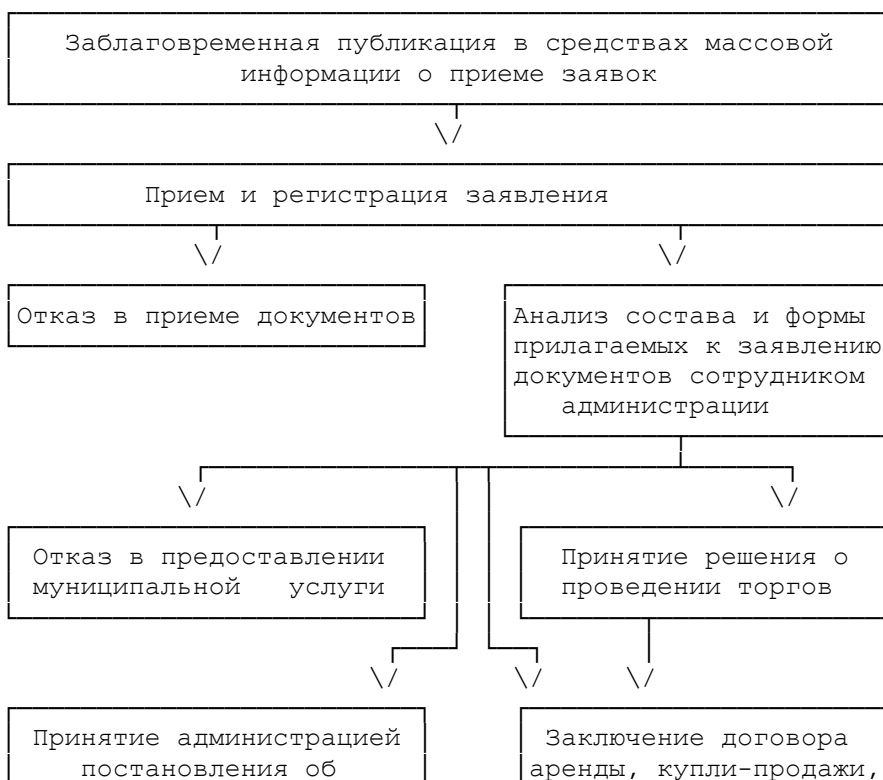 Заблаговременная публикация в средствах массовой
информации о приеме заявок
Прием и регистрация заявления
Отказ в приеме документов
Анализ состава и формы
прилагаемых к заявлению
документов сотрудником
администрации
Отказ в предоставлении
муниципальной услуги
Принятие решения о
проведении торгов
Принятие администрацией
постановления об
Заключение договора
аренды, купли-продажи,